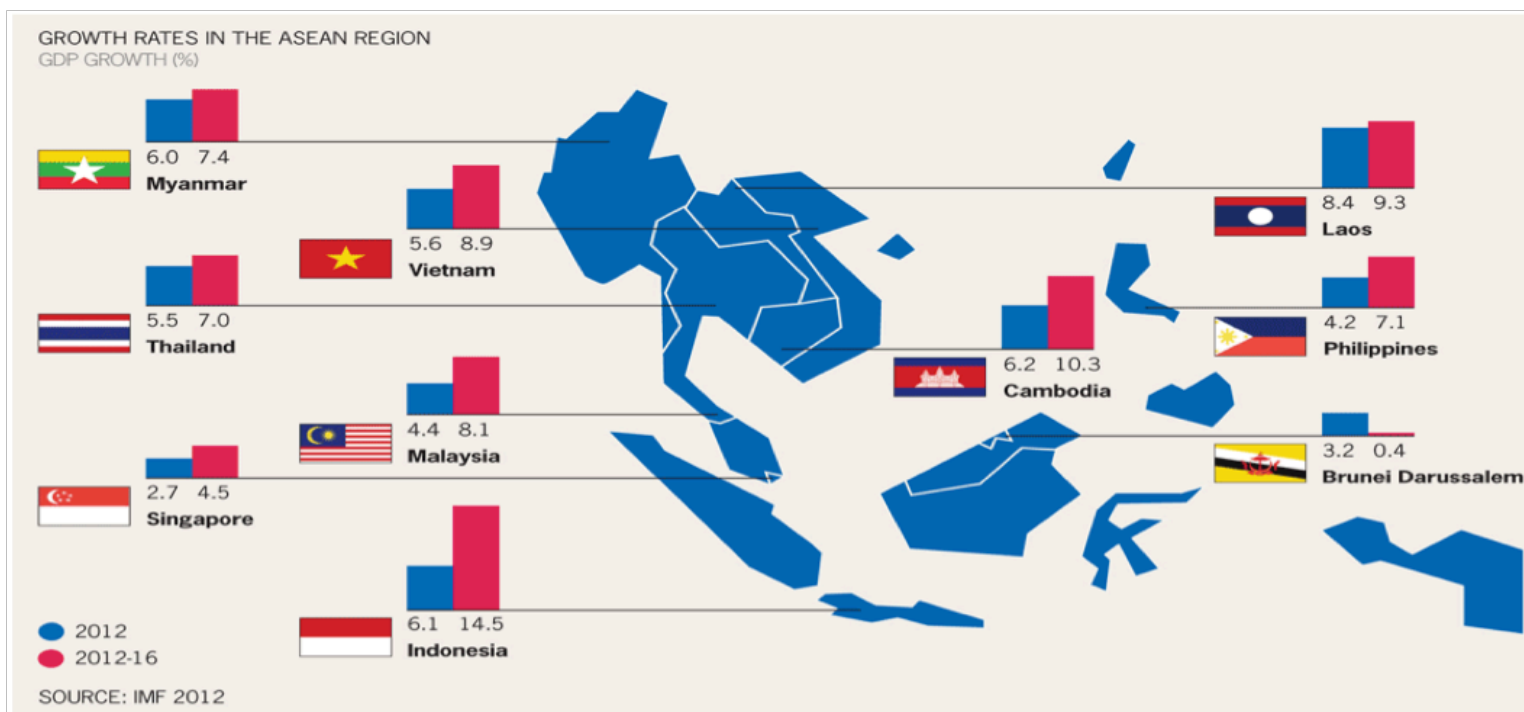 GROWTH RATES IN THE ASEAN REGION
GDP GROWTH (%)
6.0 7.4
Myanmar
5.6 8.9
Vietnam
8.4 9.3
Laos
5.5 7.0
Thailand
6.2 10.3
Cambodia
4.2 7.1
Philippines
4.4 8.1
Malaysia
3.2 0.4
Brunei Darussalem
2.7 4.5
Singapore
6.1 14.5
Indonesia
2012
2012-16
SOURCE: IMF 2012